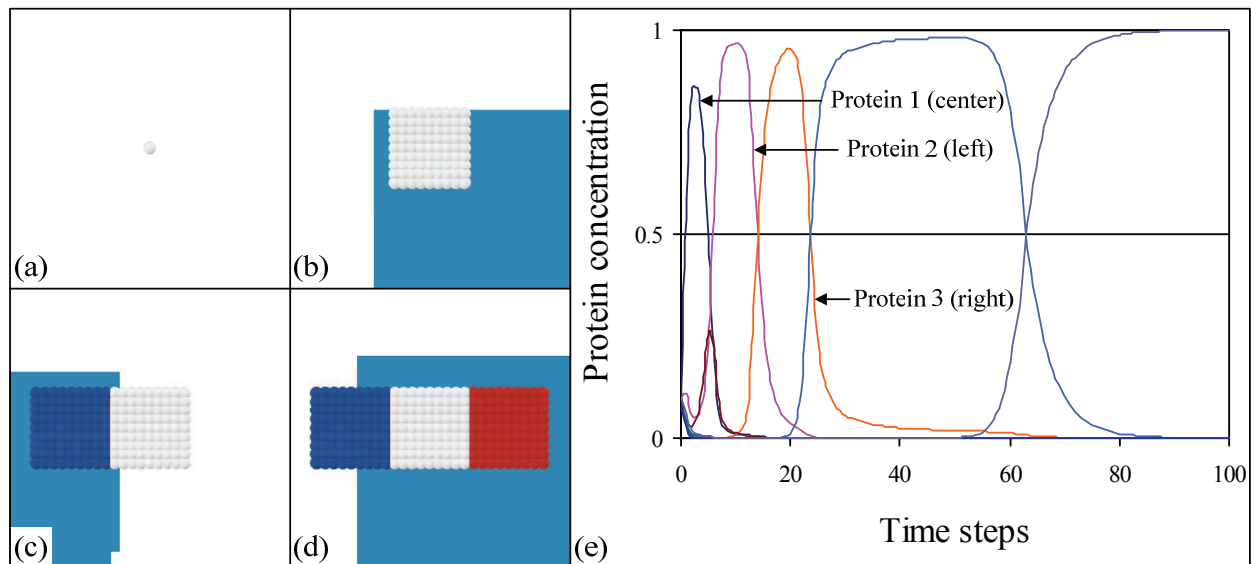 (a)
(b)
(c)
(d)
(e)
Protein concentration
1
0.5
0
Protein 1 (center)
Protein 2 (left)
Protein 3 (right)
0 20 40 60 80 100
Time steps